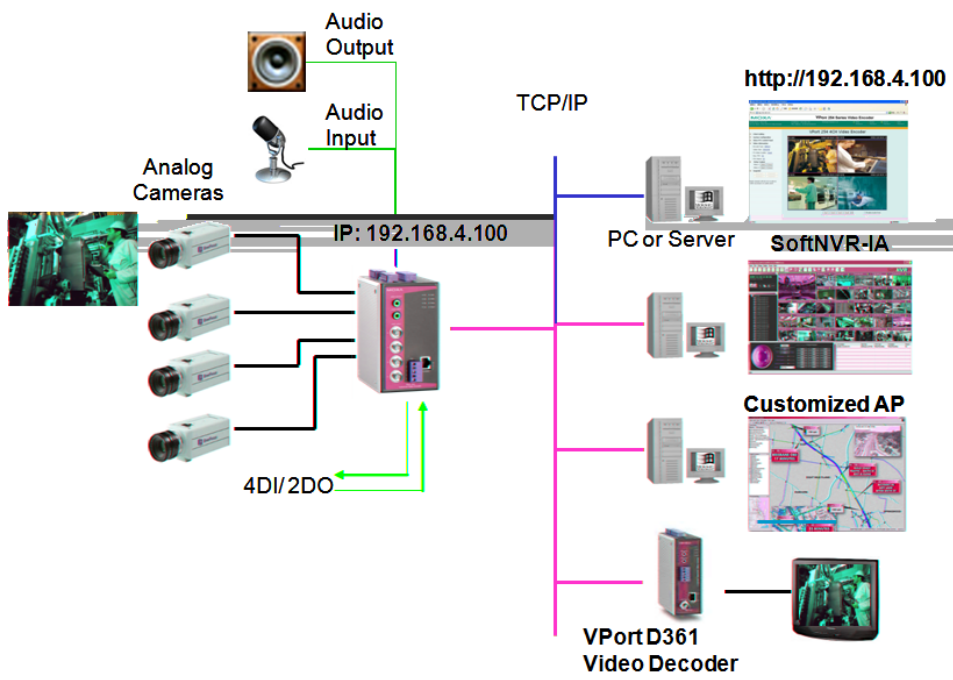 Audio
Output
Audio
Input
TCP/IP
http://192.168.4.100
Analog
Cameras
IP: 192.168.4.100
PC or Server
SoftNVR-IA
Customized AP
4DI/2DO
VPort D361
Video Decoder